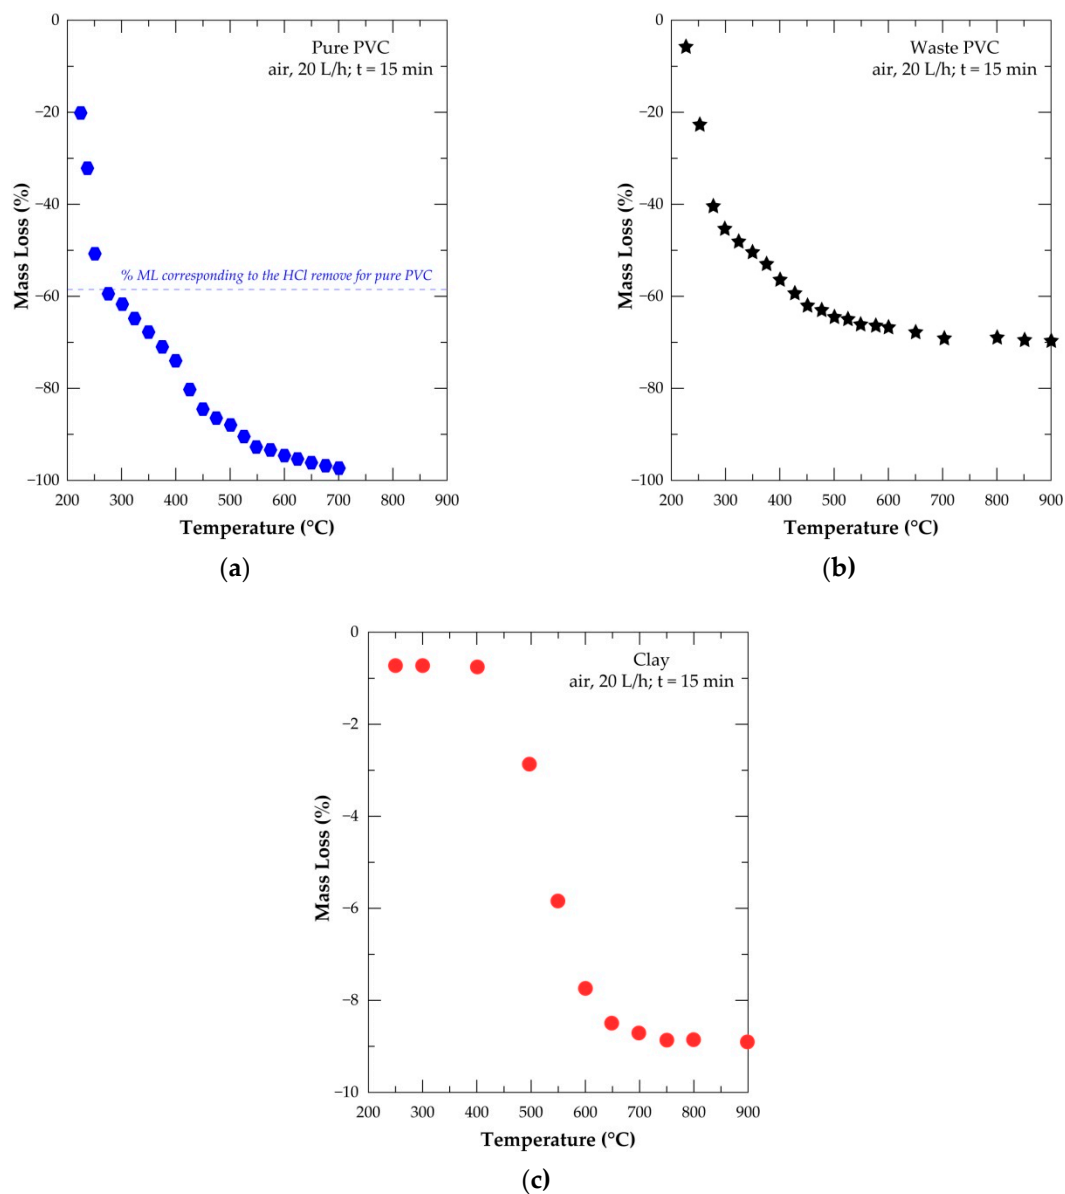 Pure PVC
air, 20 L/h; t = 15 min
% ML corresponding to the HCl remove for pure PVC
Mass Loss (%)
0
−20
−40
−60
−80
−100
200 300 400 500 600 700 800 900
Temperature (°C)
(a)
Waste PVC
air, 20 L/h; t = 15 min
Mass Loss (%)
0
−20
−40
−60
−80
−100
200 300 400 500 600 700 800 900
Temperature (°C)
(b)
Clay
air, 20 L/h; t = 15 min
Mass Loss (%)
0
−2
−4
−6
−8
−10
200 300 400 500 600 700 800 900
Temperature (°C)
(c)